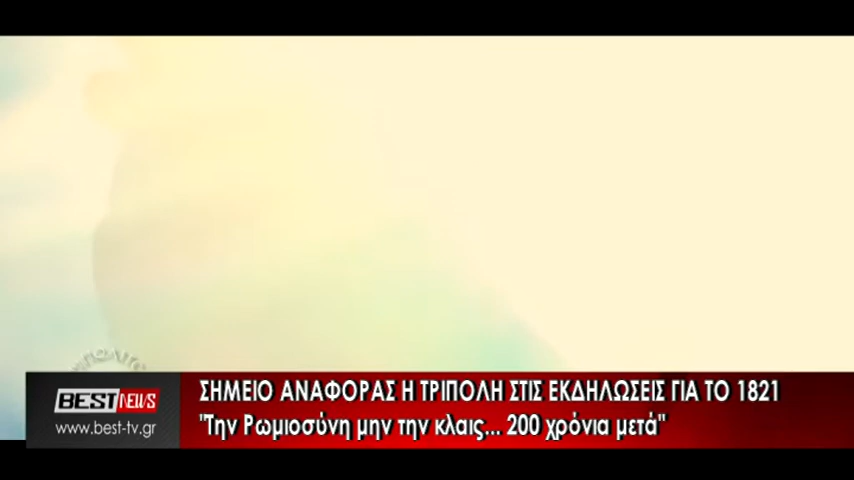 ΣΗΜΕΙΟ ΑΝΑΦΟΡΑΣ Η ΤΡΙΠΟΛΗ ΣΤΙΣ ΕΚΔΗΛΩΣΕΙΣ ΓΙΑ ΤΟ 1821
"Την Ρωμιοσύνη μην την κλαις... 200 χρόνια μετά"
BEST NEWS
www.best-tv.gr